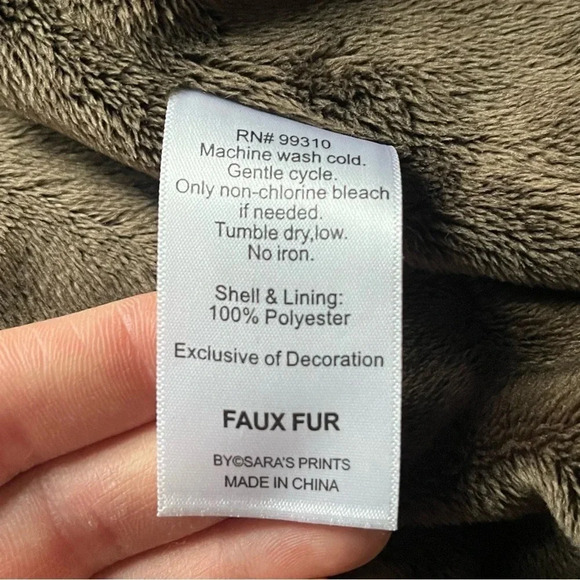 RN# 99310
Machine wash cold.
Gentle cycle.
Only non-chlorine bleach
if needed.
Tumble dry,low.
No iron.
Shell & Lining:
100% Polyester
Exclusive of Decoration
FAUX FUR
BY©SARA'S PRINTS
MADE IN CHINA